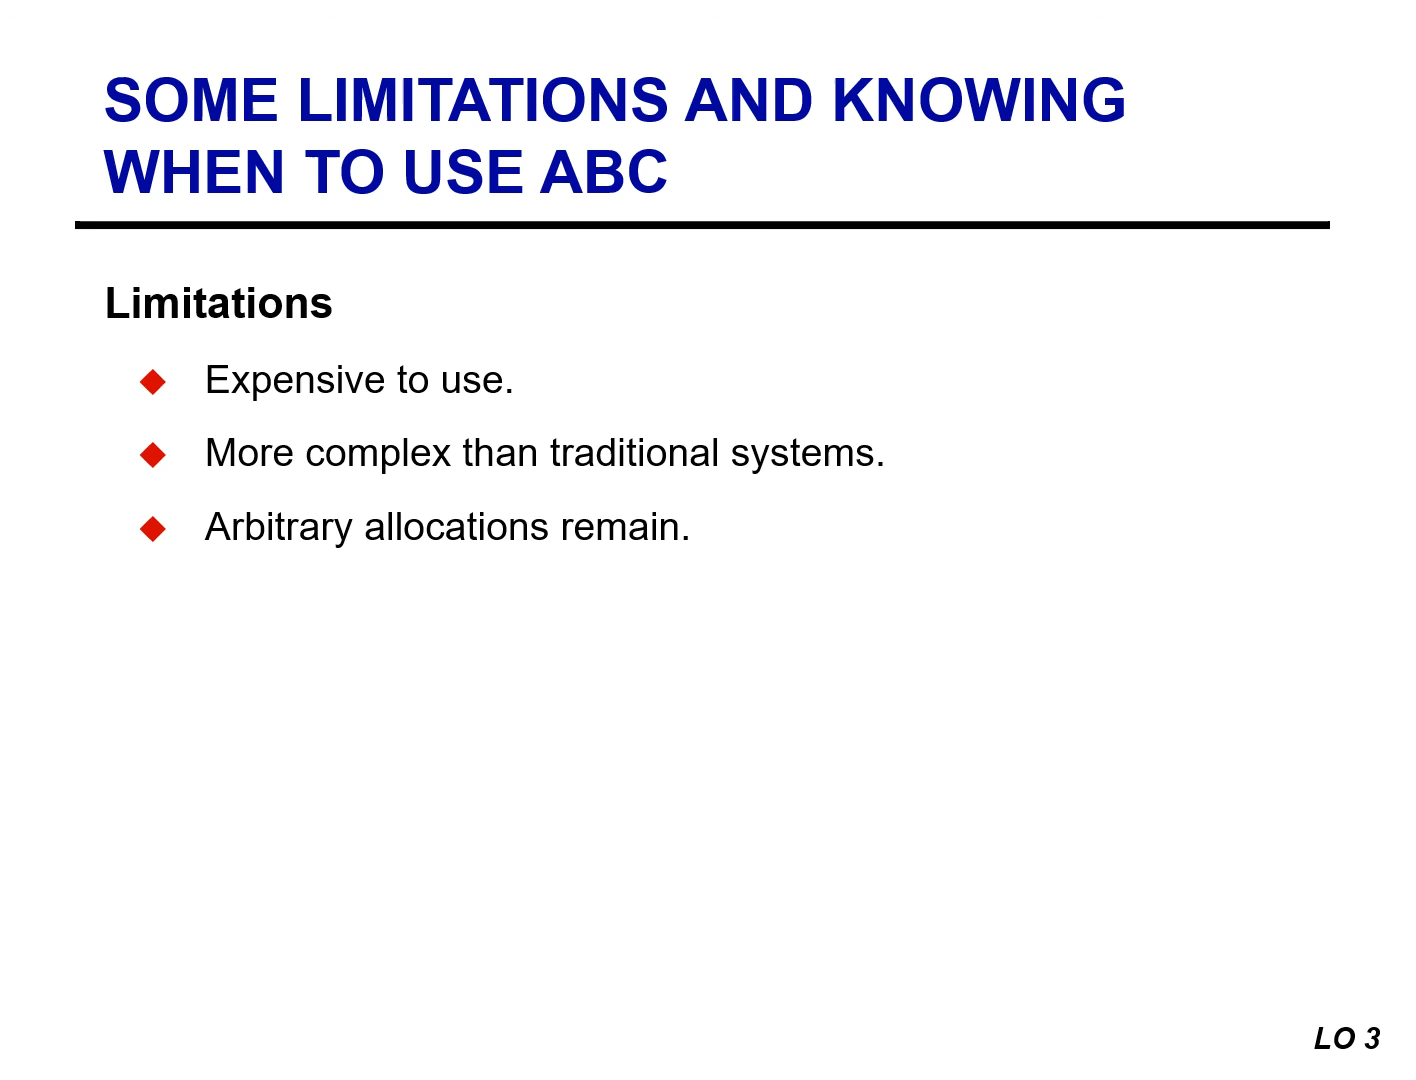 SOME LIMITATIONS AND KNOWING
WHEN TO USE ABC
Limitations
Expensive to use.
More complex than traditional systems.
Arbitrary allocations remain.
LO 3